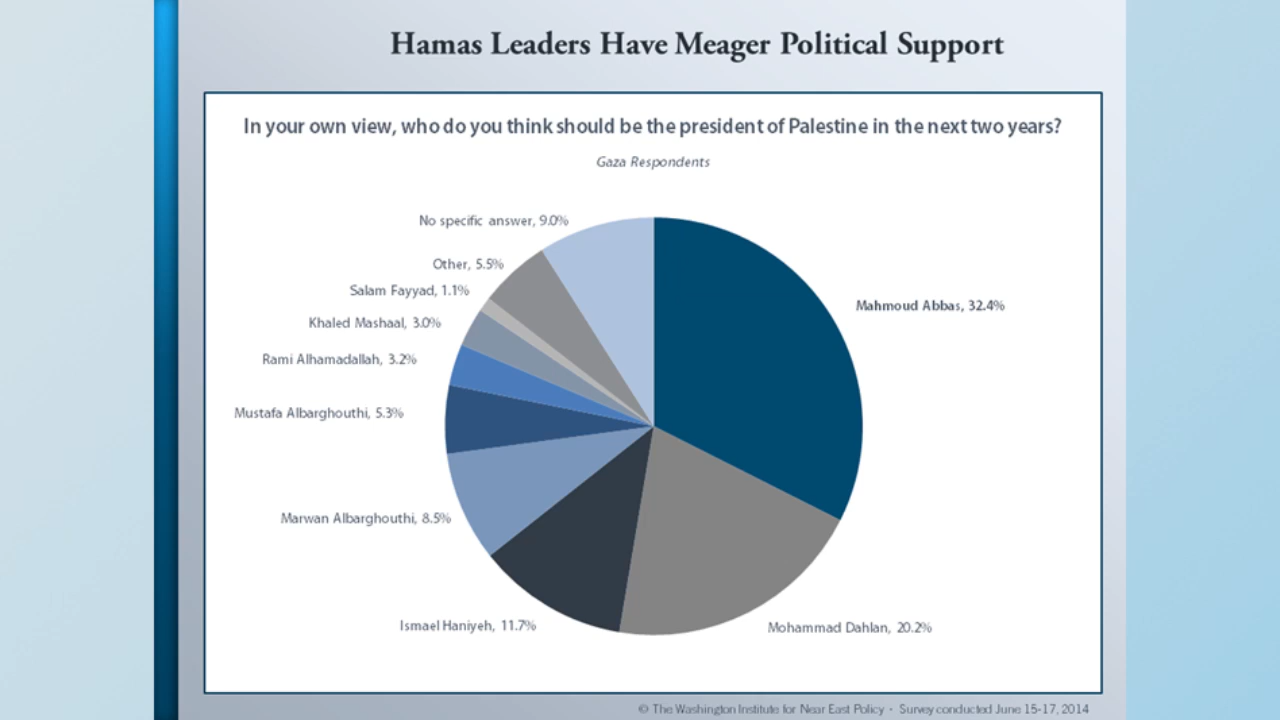 Hamas Leaders Have Meager Political Support
In your own view, who do you think should be the president of Palestine in the next two years?
Gaza Respondents
No specific answer, 9.0%
Other, 5.5%
Salam Fayyad, 1.1%
Khaled Mashaal, 3.0%
Rami Alhamadallah, 3.2%
Mustafa Albarghouthi, 5.3%
Marwan Albarghouthi, 8.5%
Ismael Haniyeh, 11.7%
Mahmoud Abbas, 32.4%
Mohammad Dahlan, 20.2%
© The Washington Institute for Near East Policy · Survey conducted June 15-17, 2014